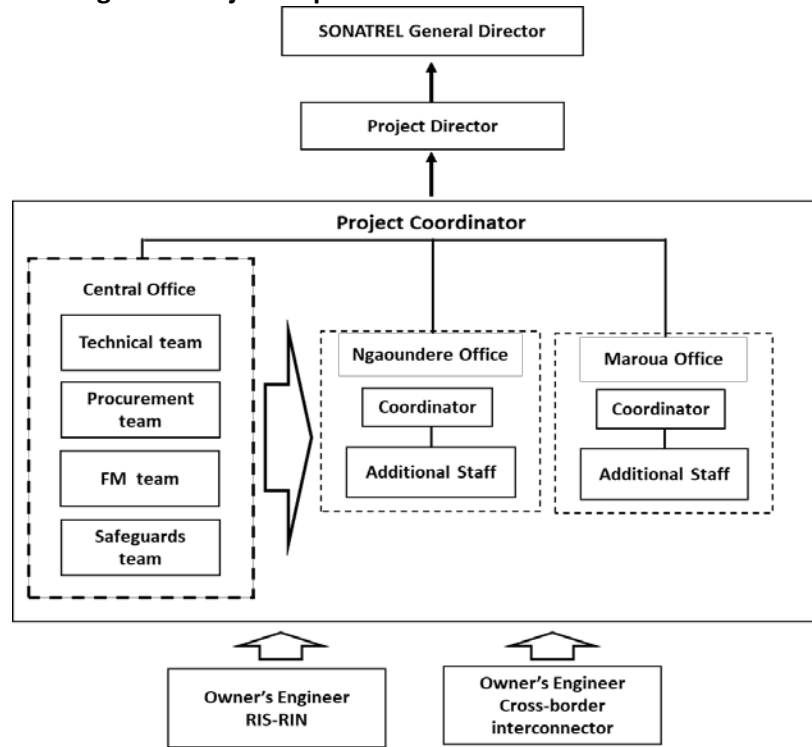 SONATREL General Director
Project Director
Project Coordinator
Central Office
Technical team
Procurement
team
FM team
Safeguards
team
Ngaoundere Office
Coordinator
Additional Staff
Maroua Office
Coordinator
Additional Staff
Owner's Engineer
RIS-RIN
Owner's Engineer
Cross-border
interconnector